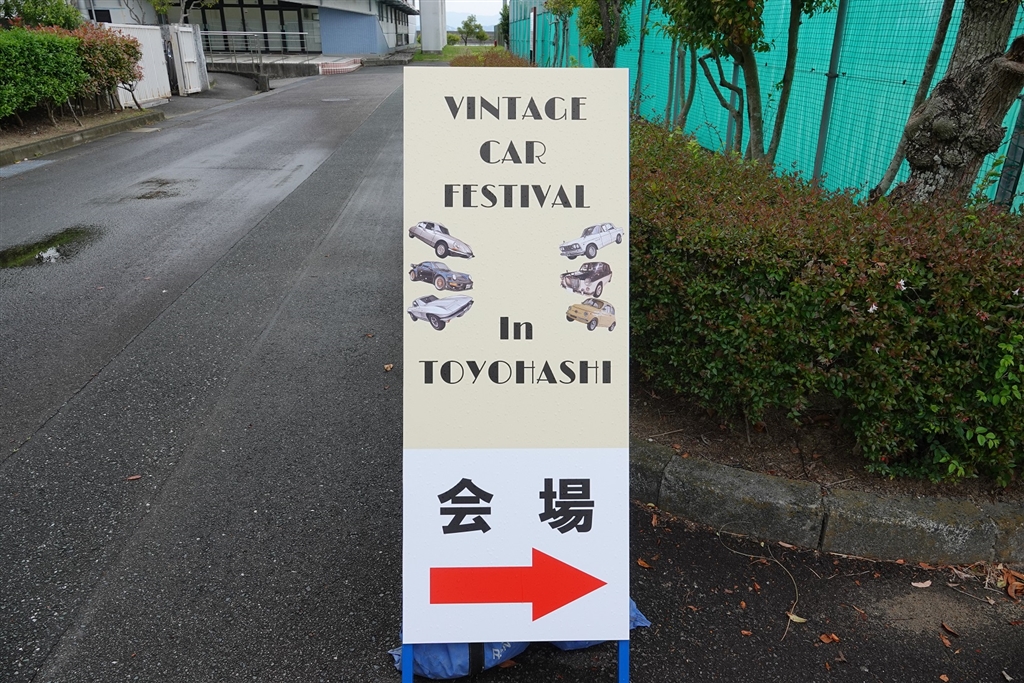 VINTAGE
CAR
FESTIVAL
In
TOYOHASHI
会場